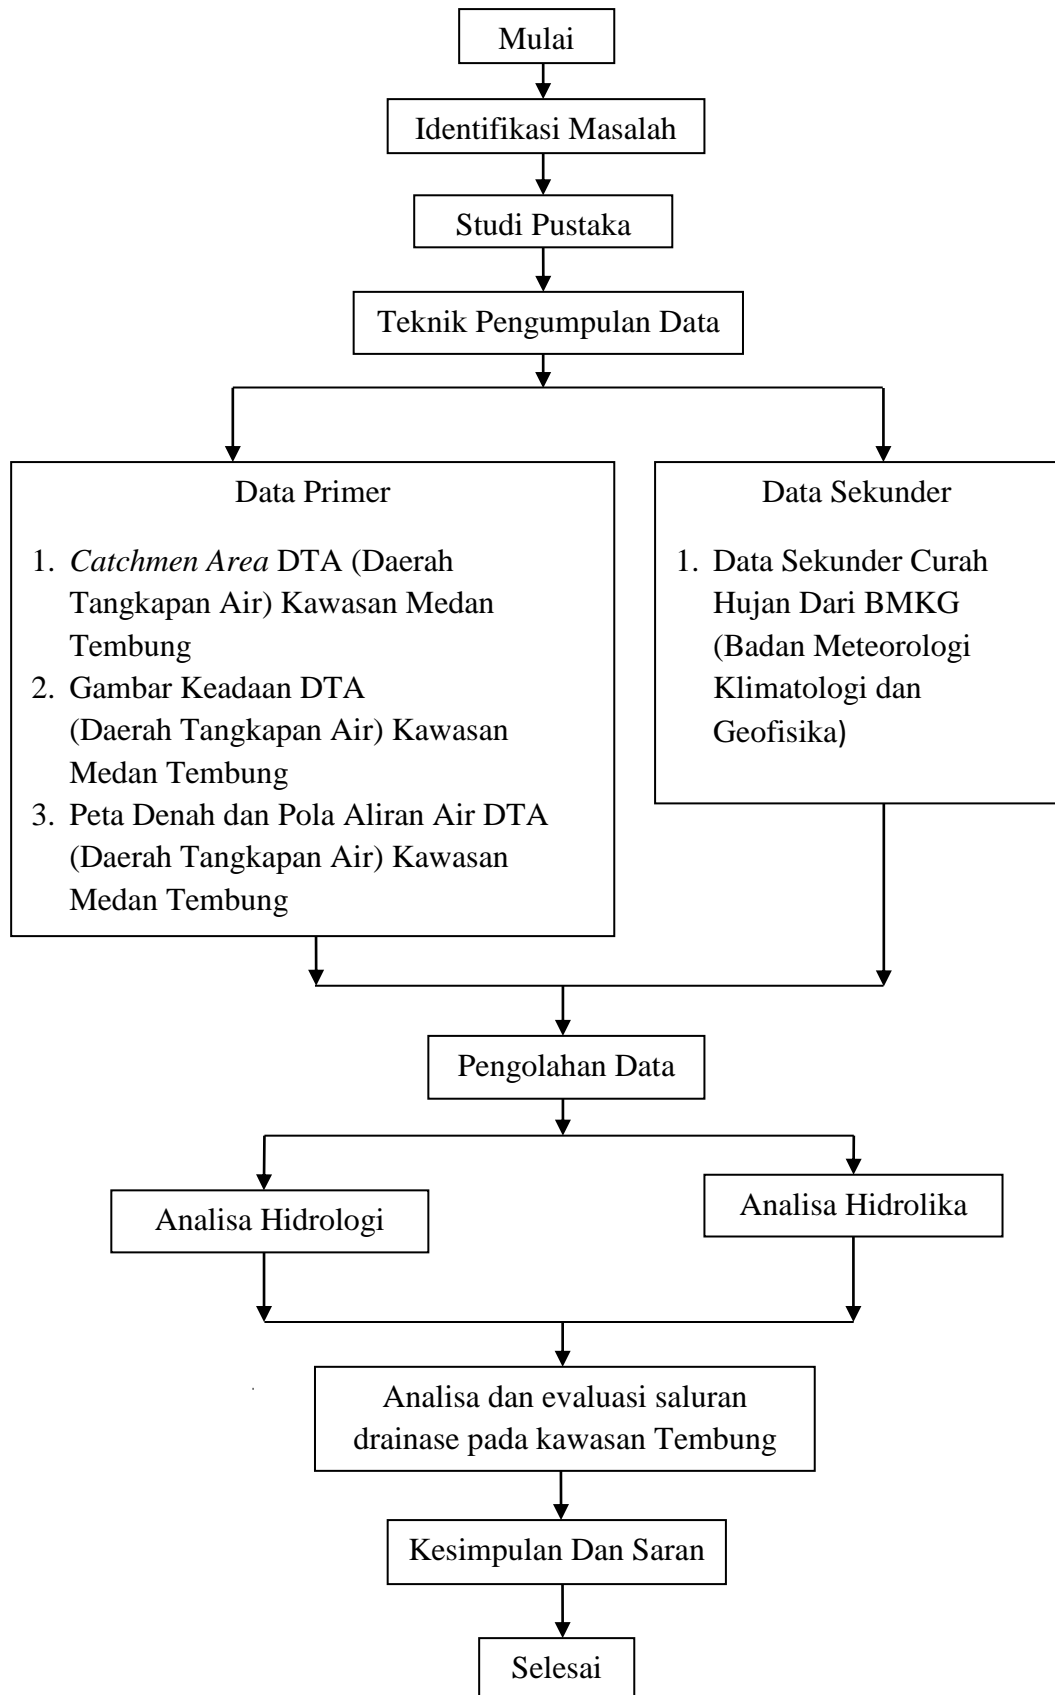 Mulai
Identifikasi Masalah
Studi Pustaka
Teknik Pengumpulan Data
Data Primer
1. Catchmen Area DTA (Daerah
Tangkapan Air) Kawasan Medan
Tembung
2. Gambar Keadaan DTA
(Daerah Tangkapan Air) Kawasan
Medan Tembung
3. Peta Denah dan Pola Aliran Air DTA
(Daerah Tangkapan Air) Kawasan
Medan Tembung
Data Sekunder
1. Data Sekunder Curah
Hujan Dari BMKG
(Badan Meteorologi
Klimatologi dan
Geofisika)
Pengolahan Data
Analisa Hidrologi
Analisa Hidrolika
Analisa dan evaluasi saluran
drainase pada kawasan Tembung
Kesimpulan Dan Saran
Selesai